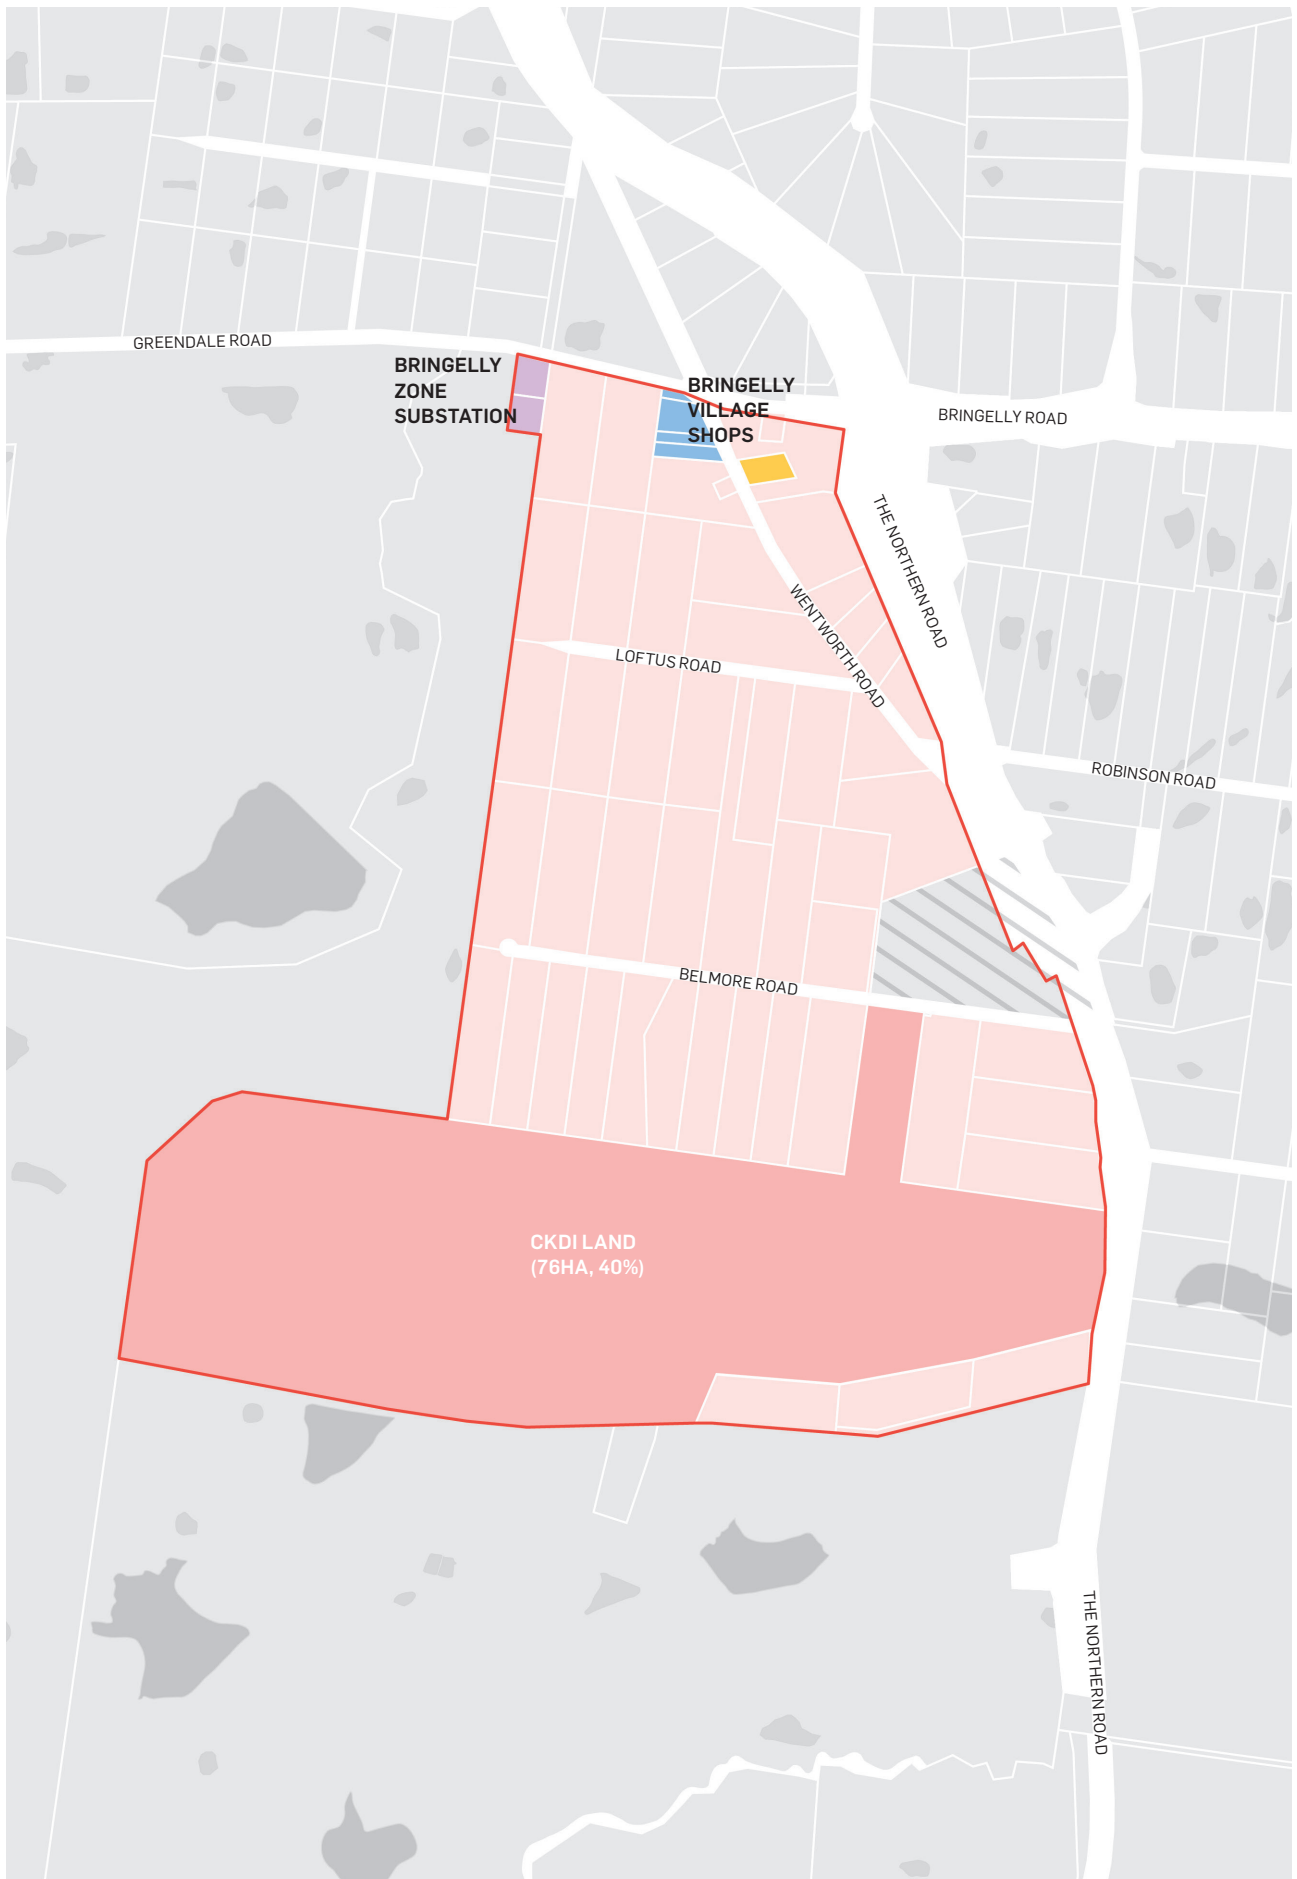 GREENDALE ROAD
BRINGELLY
ZONE
SUBSTATION
BRINGELLY
VILLAGE
SHOPS
BRINGELLY ROAD
THE NORTHERN ROAD
WENTWORTH ROAD
LOFTUS ROAD
ROBINSON ROAD
BELMORE ROAD
CKDI LAND
(76HA, 40%)
THE NORTHERN ROAD